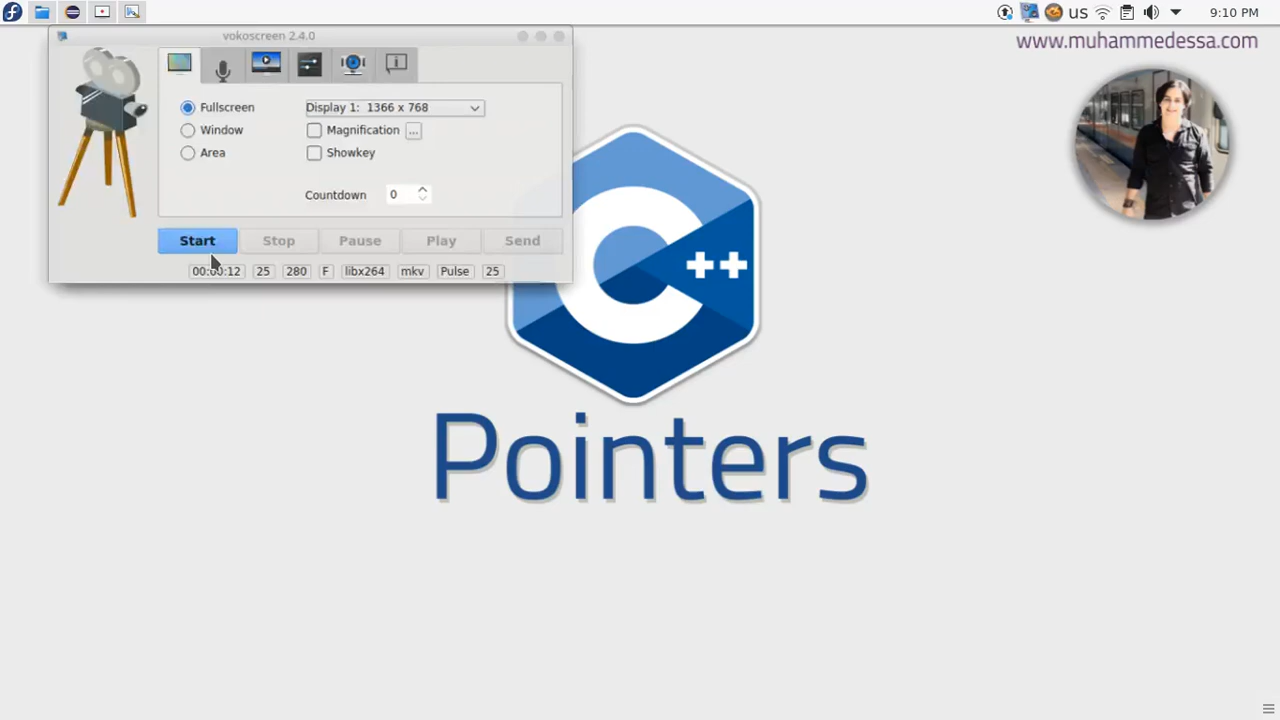 us
9:10 PM
vokoscreen 2.4.0
www.muhammedessa.com
Fullscreen
Display 1: 1366 x 768
Window
Magnification ...
Area
Showkey
Countdown 0
Start Stop Pause Play Send
00:00:12 25 280 F libx264 mkv Pulse 25
C++
Pointers